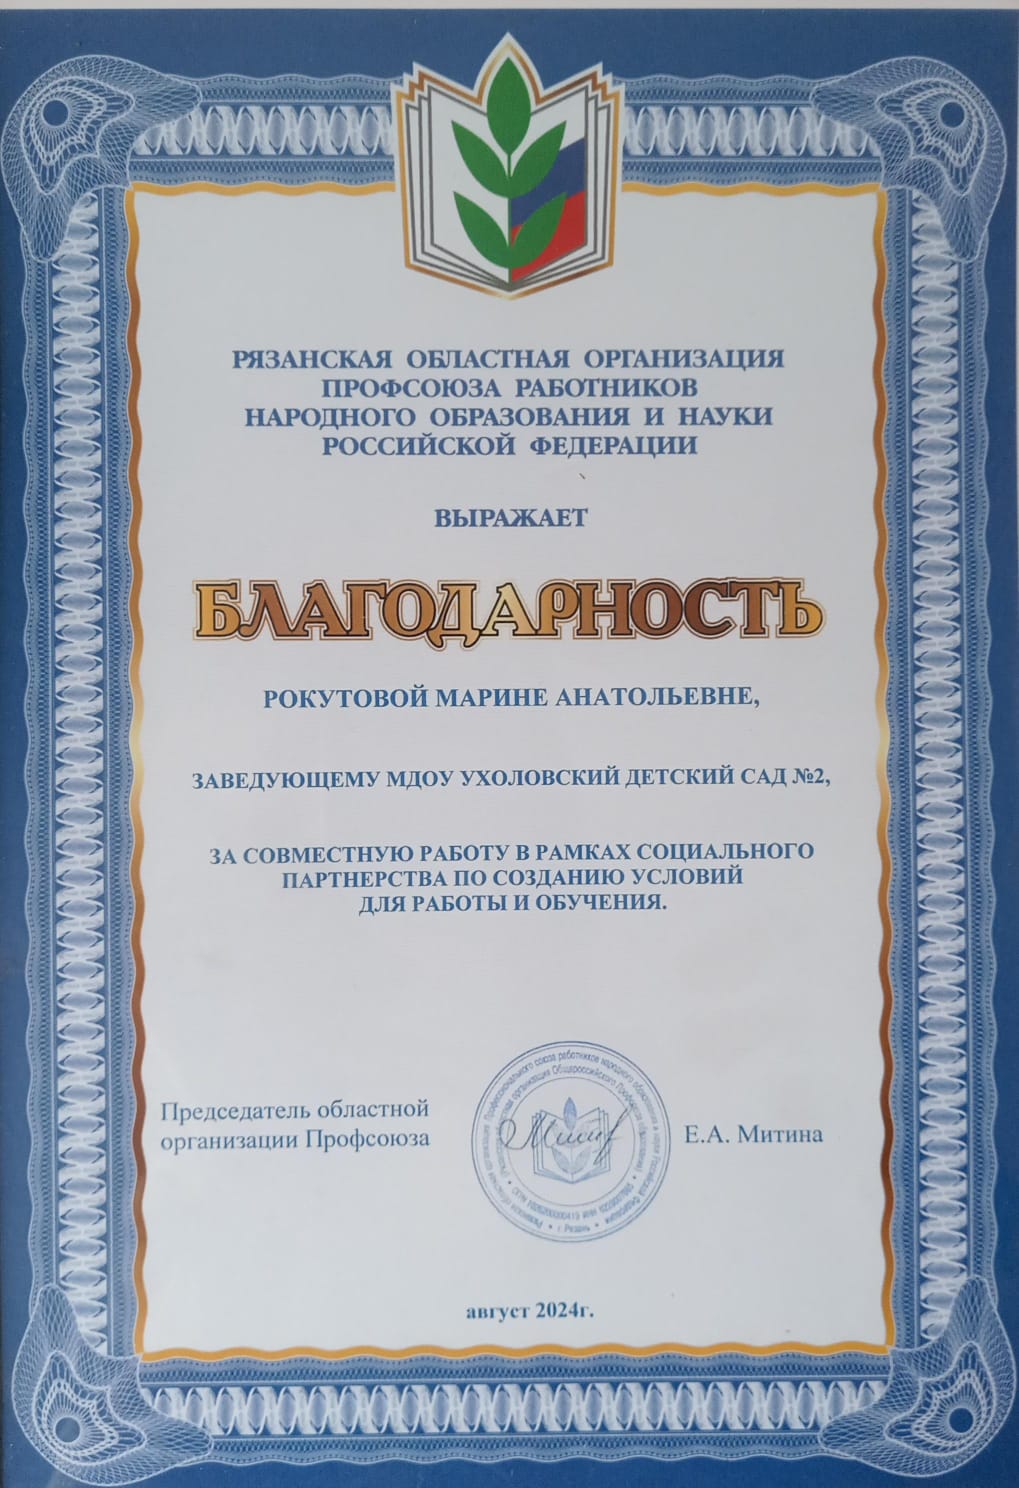 РЯЗАНСКАЯ ОБЛАСТНАЯ ОРГАНИЗАЦИЯ
ПРОФСОЮЗА РАБОТНИКОВ
НАРОДНОГО ОБРАЗОВАНИЯ И НАУКИ
РОССИЙСКОЙ ФЕДЕРАЦИИ
ВЫРАЖАЕТ
БЛАГОДАРНОСТЬ
РОКУТОВОЙ МАРИНЕ АНАТОЛЬЕВНЕ,
ЗАВЕДУЮЩЕМУ МДОУ УХОЛОВСКИЙ ДЕТСКИЙ САД №2,
ЗА СОВМЕСТНУЮ РАБОТУ В РАМКАХ СОЦИАЛЬНОГО
ПАРТНЕРСТВА ПО СОЗДАНИЮ УСЛОВИЙ
ДЛЯ РАБОТЫ И ОБУЧЕНИЯ.
Председатель областной
организации Профсоюза
Е.А. Митина
г. Рязань
август 2024г.